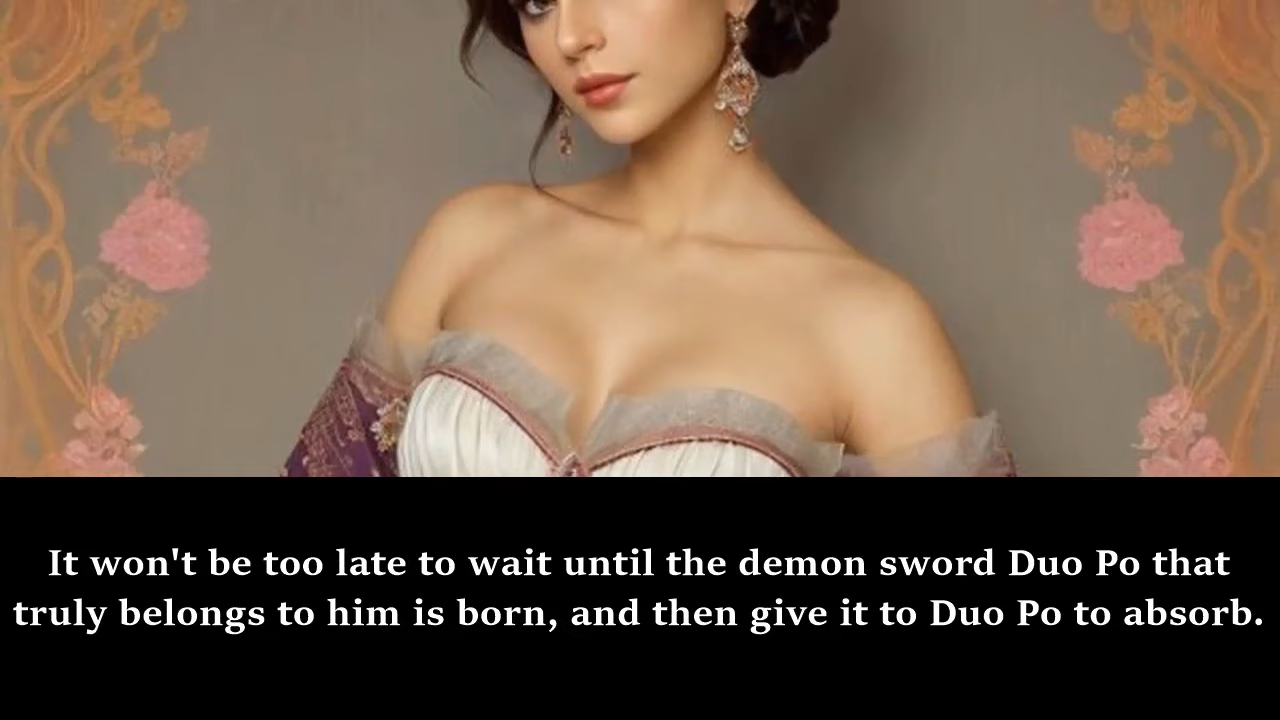 It won't be too late to wait until the demon sword Duo Po that
truly belongs to him is born, and then give it to Duo Po to absorb.